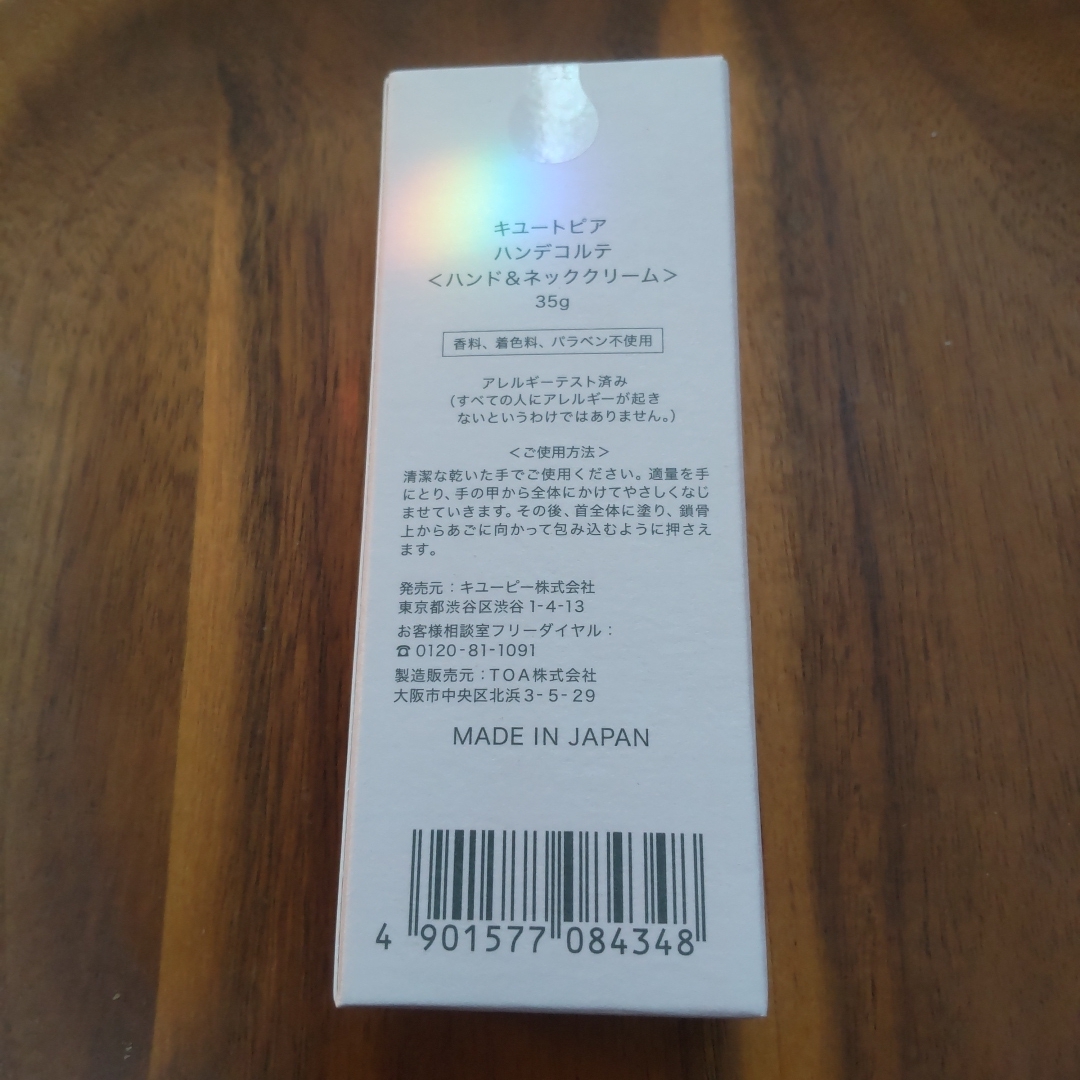 キユートピア
ハンデコルテ
＜ハンド＆ネッククリーム＞
35g
香料、着色料、パラベン不使用
アレルギーテスト済み
（すべての人にアレルギーが起き
ないというわけではありません。）
＜ご使用方法＞
清潔な乾いた手でご使用ください。適量を手
にとり、手の甲から全体にかけてやさしくなじ
ませていきます。その後、首全体に塗り、鎖骨
上からあごに向かって包み込むように押さえ
ます。
発売元：キユーピー株式会社
東京都渋谷区渋谷1-4-13
お客様相談室フリーダイヤル：
☎0120-81-1091
製造販売元：TOA株式会社
大阪市中央区北浜3-5-29
MADE IN JAPAN
4 901577 084348